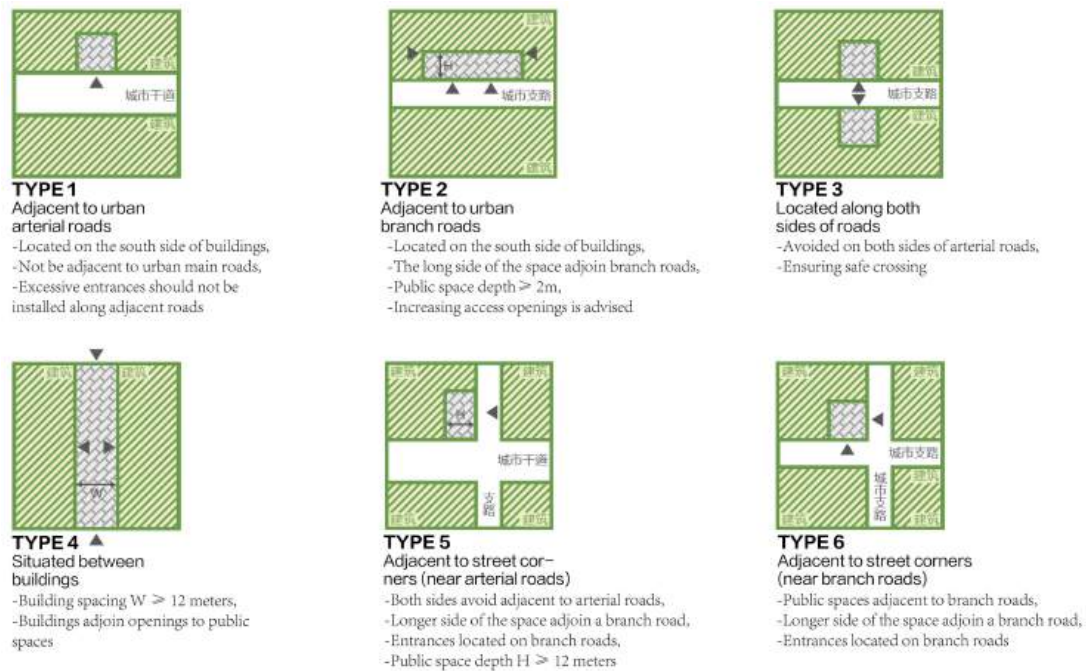 建筑
城市干道
建筑
TYPE 1
Adjacent to urban
arterial roads
-Located on the south side of buildings,
-Not be adjacent to urban main roads,
-Excessive entrances should not be
installed along adjacent roads
建筑
H
城市支路
建筑
TYPE 2
Adjacent to urban
branch roads
-Located on the south side of buildings,
-The long side of the space adjoin branch roads,
-Public space depth ⩾ 2m,
-Increasing access openings is advised
建筑
城市支路
建筑
TYPE 3
Located along both
sides of roads
-Avoided on both sides of arterial roads,
-Ensuring safe crossing
建筑 建筑
W
TYPE 4
Situated between
buildings
-Building spacing W ⩾ 12 meters,
-Buildings adjoin openings to public
spaces
建筑 建筑
H
城市干道
支路
建筑 建筑
TYPE 5
Adjacent to street cor-
ners (near arterial roads)
-Both sides avoid adjacent to arterial roads,
-Longer side of the space adjoin a branch road,
-Entrances located on branch roads,
-Public space depth H ⩾ 12 meters
建筑 建筑
城市支路
城市支路
建筑
建筑
TYPE 6
Adjacent to street corners
(near branch roads)
-Public spaces adjacent to branch roads,
-Longer side of the space adjoin a branch road,
-Entrances located on branch roads